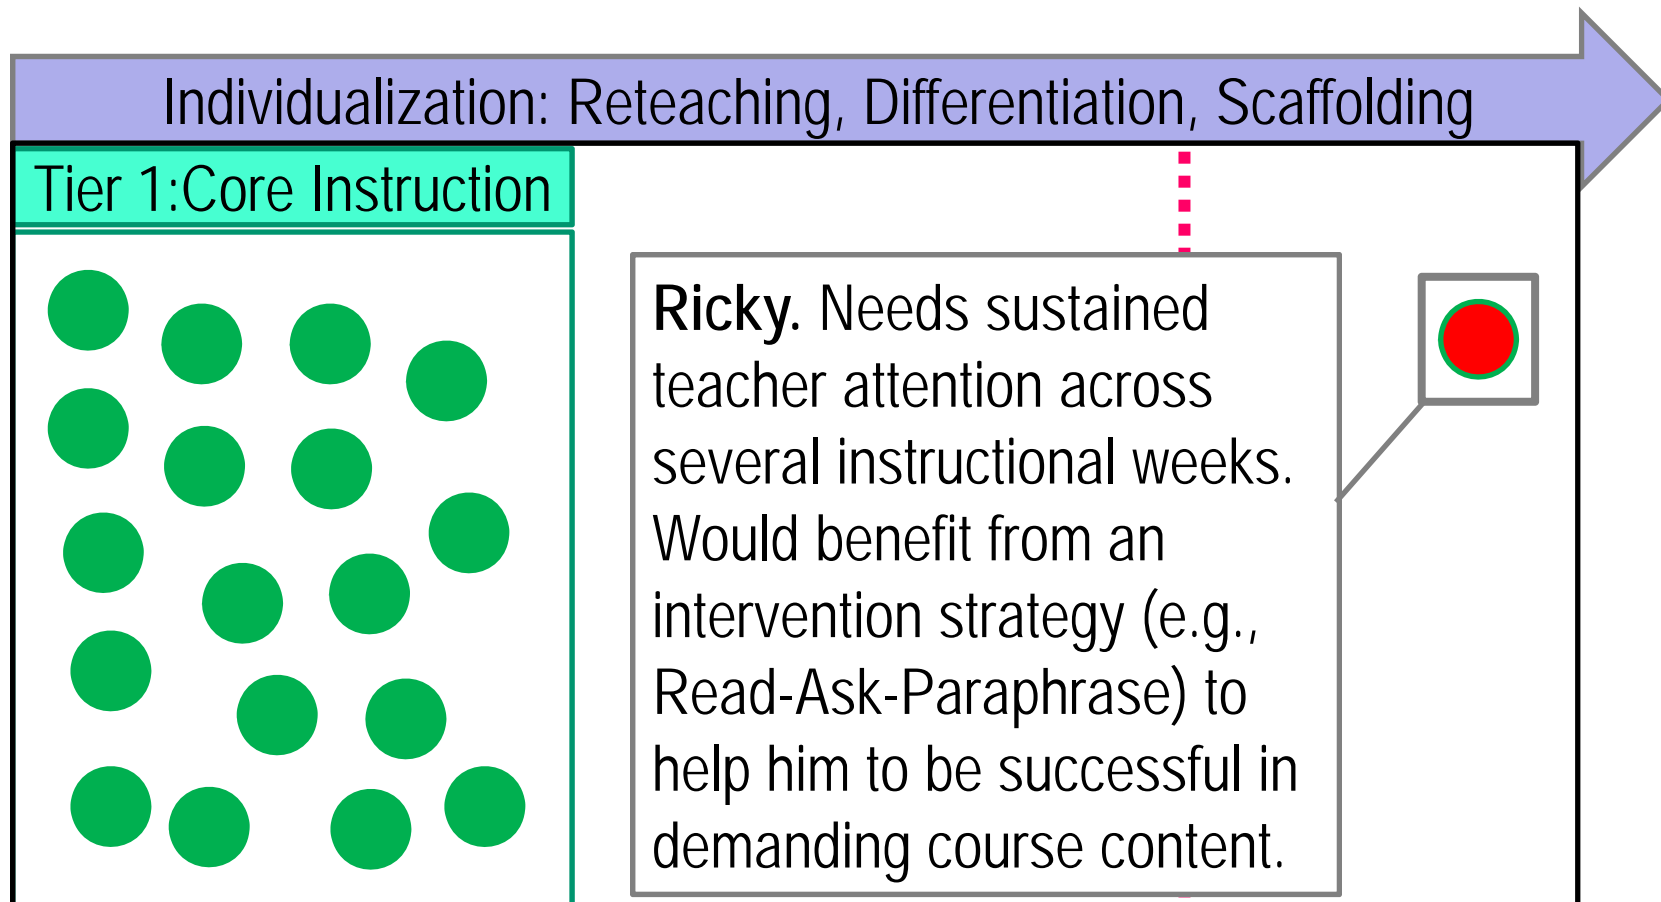 Individualization: Reteaching, Differentiation, Scaffolding
Tier 1:Core Instruction
Ricky. Needs sustained
teacher attention across
several instructional weeks.
Would benefit from an
intervention strategy (e.g.,
Read-Ask-Paraphrase) to
help him to be successful in
demanding course content.